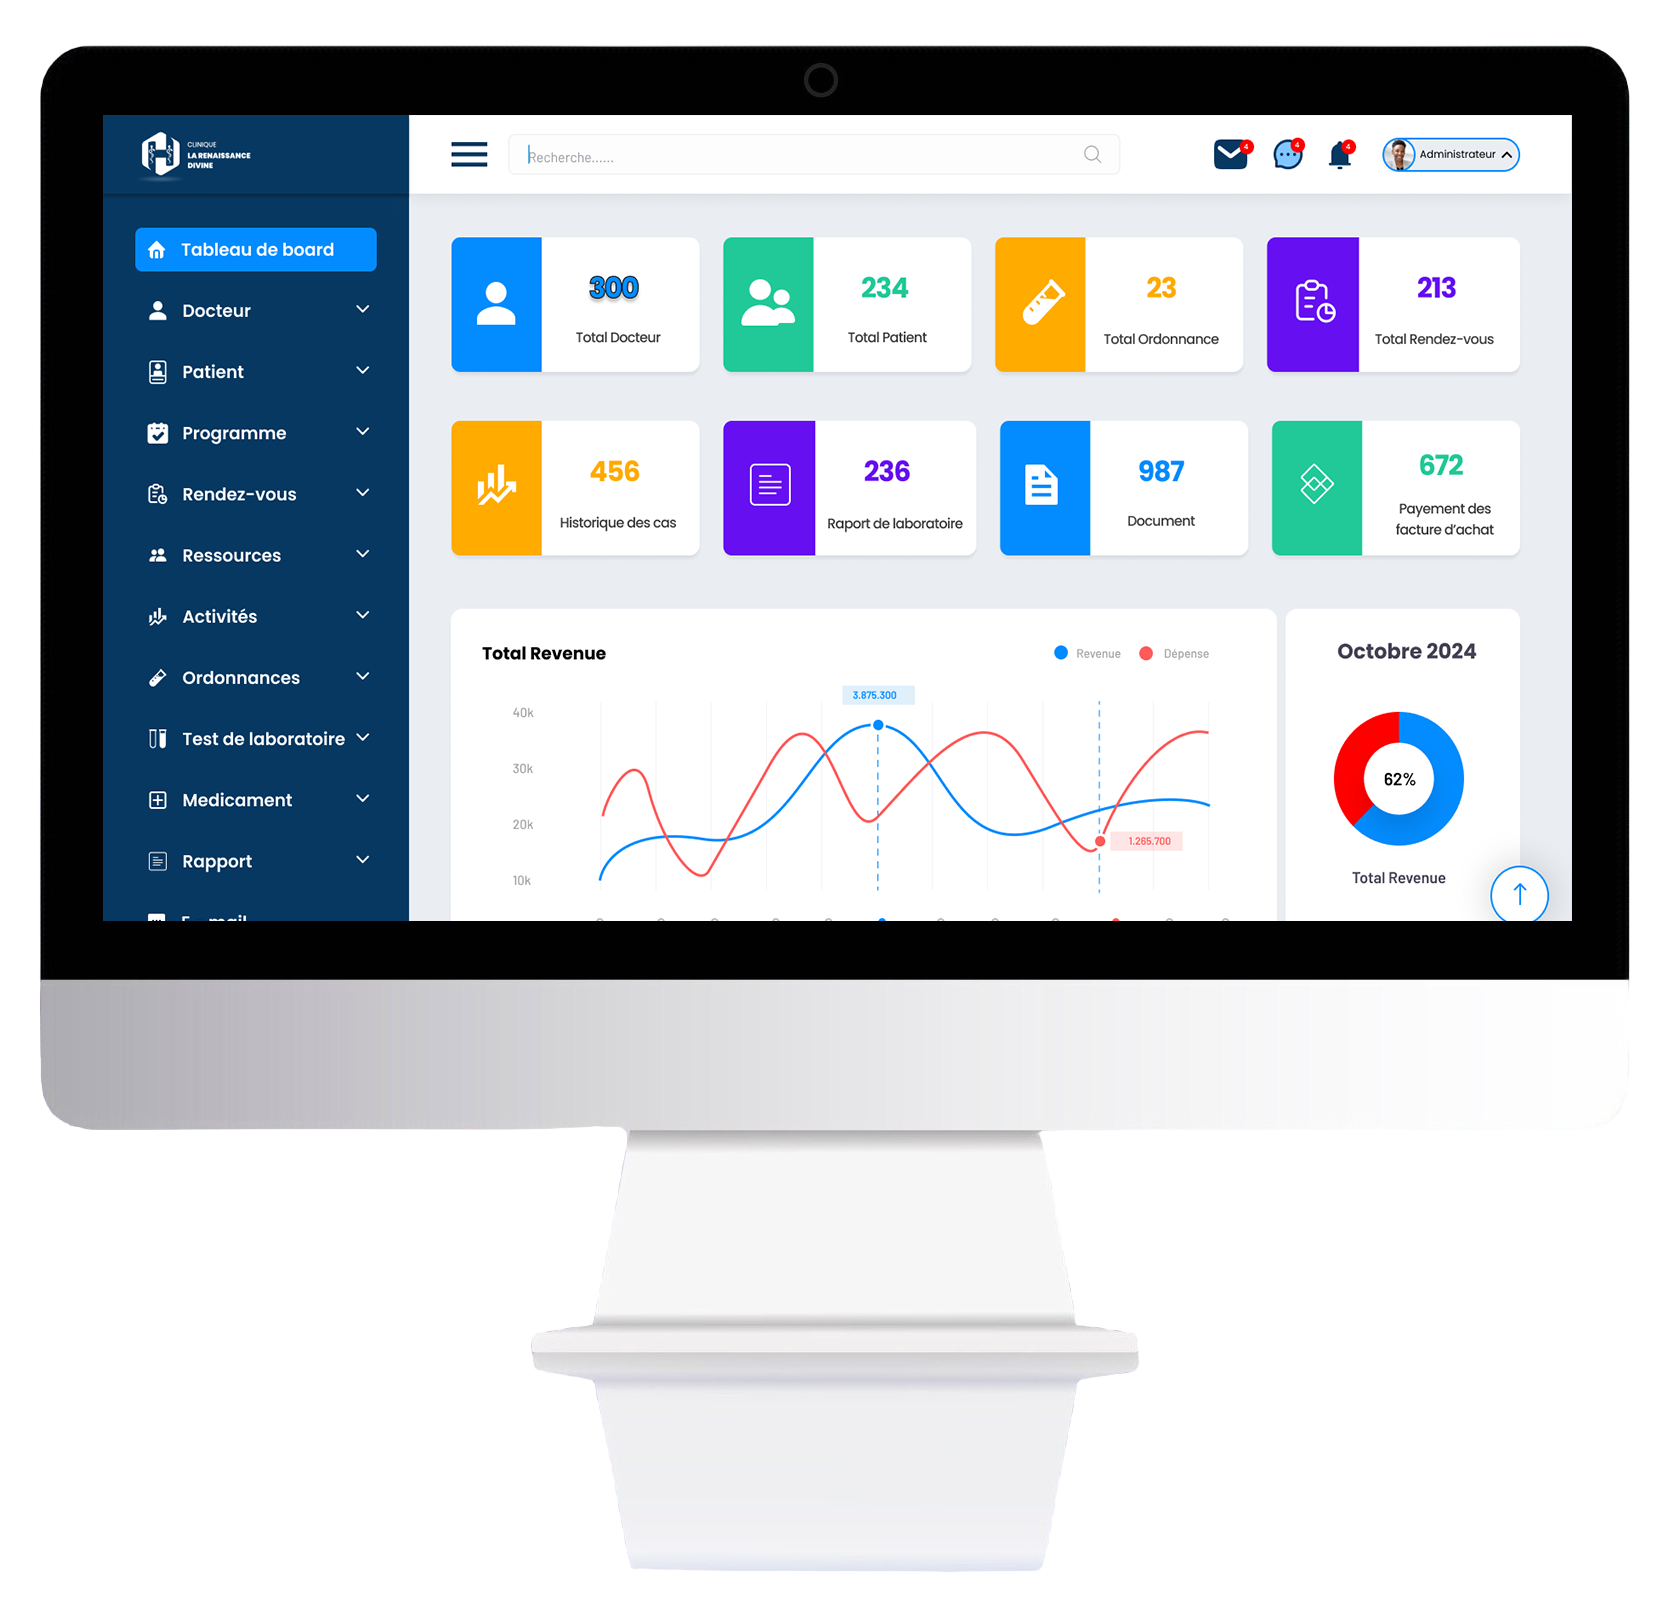 CLINIQUE
LA RENAISSANCE
DIVINE
Recherche......
4
4
4
Administrateur
Tableau de board
Docteur
Patient
Programme
Rendez-vous
Ressources
Activités
Ordonnances
Test de laboratoire
Medicament
Rapport
300
Total Docteur
234
Total Patient
23
Total Ordonnance
213
Total Rendez-vous
456
Historique des cas
236
Raport de laboratoire
987
Document
672
Payement des
facture d'achat
Total Revenue
Revenue
Dépense
3.875.300
40k
30k
20k
10k
1.265.700
Octobre 2024
62%
Total Revenue